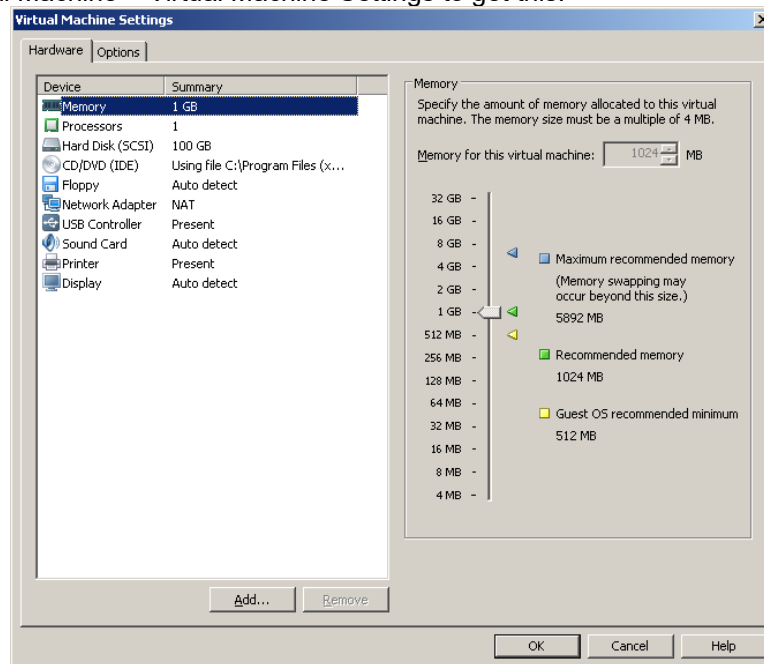 Virtual Machine Settings to get this:
Virtual Machine Settings
Hardware Options
Device Summary
Memory 1 GB
Processors 1
Hard Disk (SCSI) 100 GB
CD/DVD (IDE) Using file C:\Program Files (x...
Floppy Auto detect
Network Adapter NAT
USB Controller Present
Sound Card Auto detect
Printer Present
Display Auto detect
Add... Remove
Memory
Specify the amount of memory allocated to this virtual
machine. The memory size must be a multiple of 4 MB.
Memory for this virtual machine: 1024 MB
32 GB
16 GB
8 GB
4 GB
2 GB
1 GB
512 MB
256 MB
128 MB
64 MB
32 MB
16 MB
8 MB
4 MB
Maximum recommended memory
(Memory swapping may
occur beyond this size.)
5892 MB
Recommended memory
1024 MB
Guest OS recommended minimum
512 MB
OK Cancel Help